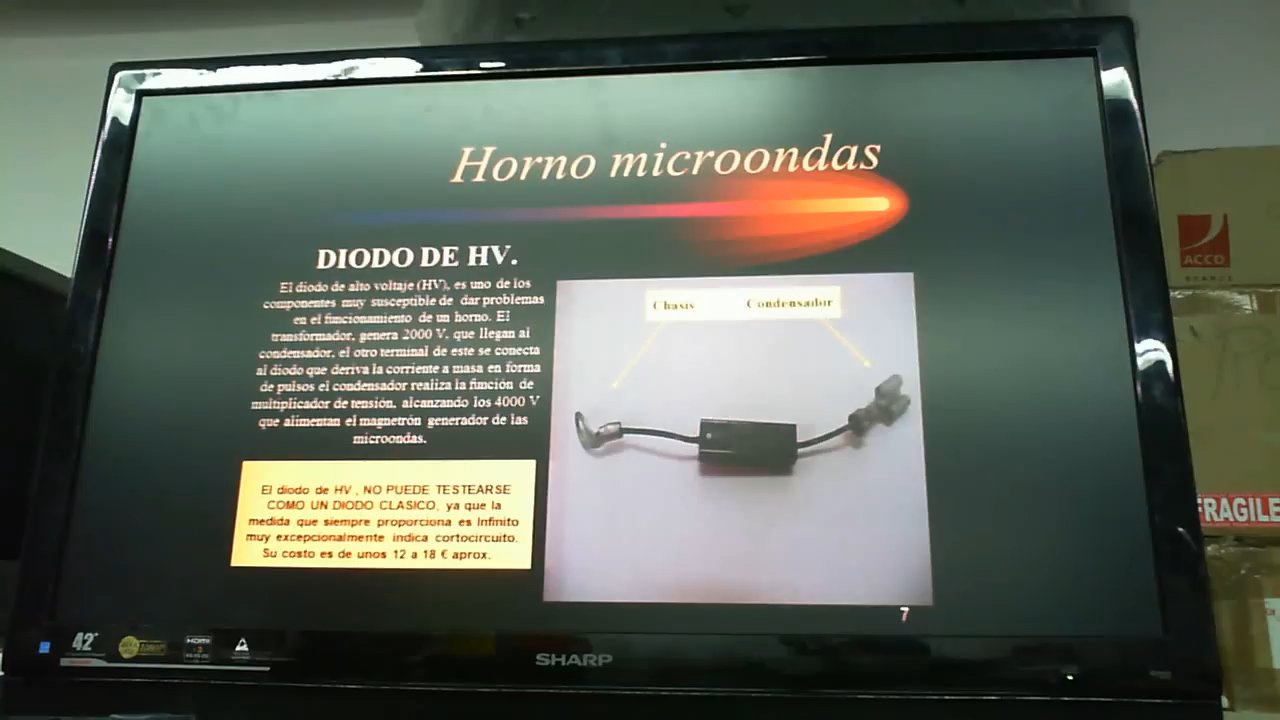 Horno microondas
DIODO DE HV.
El diodo de alto voltaje (HV), es uno de los
componentes muy susceptible de dar problemas
en el funcionamiento de un horno. El
transformador, genera 2000 V, que llegan al
condensador, el otro terminal de este se conecta
al diodo que deriva la corriente a masa en forma
de pulsos el condensador realiza la función de
multiplicador de tensión, alcanzando los 4000 V
que alimentan el magnetrón generador de las
microondas.
El diodo de HV , NO PUEDE TESTEARSE
COMO UN DIODO CLASICO, ya que la
medida que siempre proporciona es Infinito
muy excepcionalmente indica cortocircuito.
Su costo es de unos 12 a 18 € aprox.
Chasis Condensador
7
42"
HDMI
SHARP
ACCO
BRANDS
FRAGILE